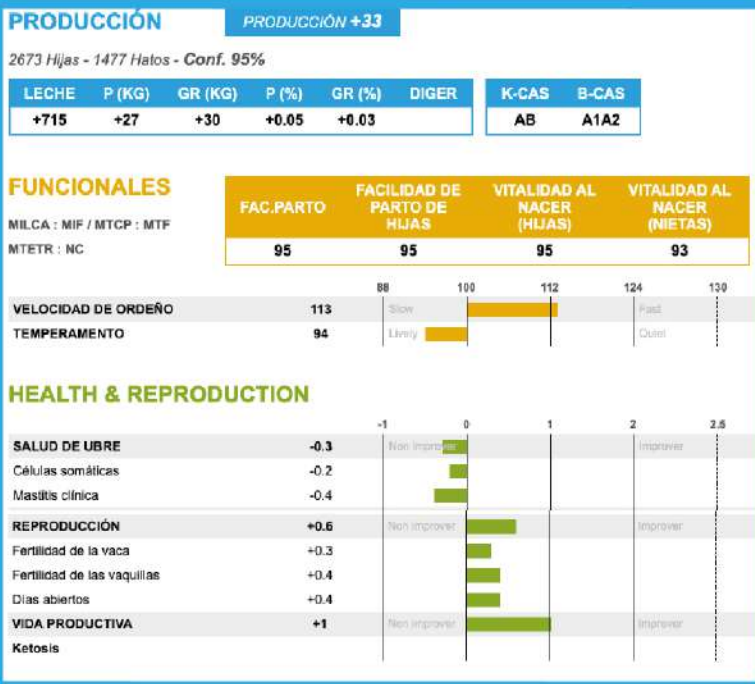 PRODUCCIÓN
PRODUCCIÓN +33
2673 Hijas - 1477 Hatos - Conf. 95%
LECHE P (KG) GR (KG) P (%) GR (%) DIGER K-CAS B-CAS
+715 +27 +30 +0.05 +0.03 AB A1A2
FUNCIONALES
MILCA : MIF / MTCP : MTF
MTETR : NC
FAC.PARTO FACILIDAD DE PARTO DE HIJAS VITALIDAD AL NACER (HIJAS) VITALIDAD AL NACER (NIETAS)
95 95 95 93
88 100 112 124 130
VELOCIDAD DE ORDEÑO 113 Slow Fast
TEMPERAMENTO 94 Lively Quiet
HEALTH & REPRODUCTION
-1 0 1 2 2.5
SALUD DE UBRE -0.3 Non improver Improver
Células somáticas -0.2
Mastitis clínica -0.4
REPRODUCCIÓN +0.6 Non improver Improver
Fertilidad de la vaca +0.3
Fertilidad de las vaquillas +0.4
Días abiertos +0.4
VIDA PRODUCTIVA +1 Non improver Improver
Ketosis